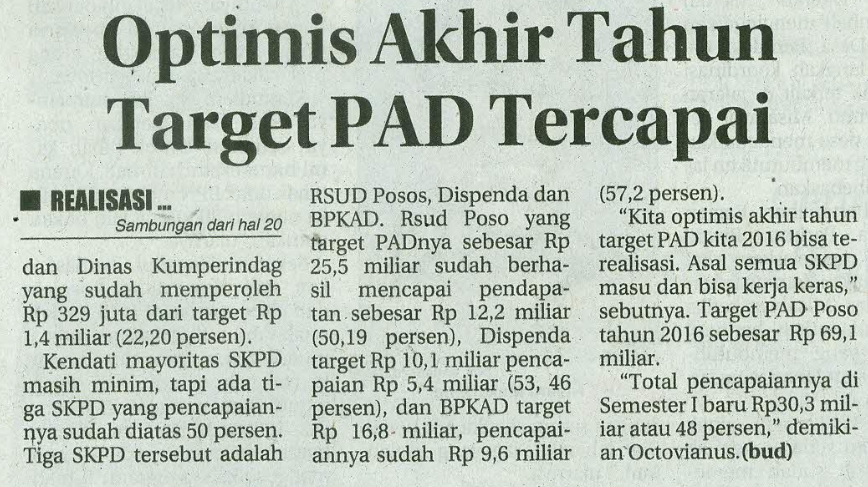 Optimis Akhir Tahun
Target PAD Tercapai
REALISASI ...
Sambungan dari hal 20
dan Dinas Kumperindag
yang sudah memperoleh
Rp 329 juta dari target Rp
1,4 miliar (22,20 persen).
Kendati mayoritas SKPD
masih minim, tapi ada ti-
ga SKPD yang pencapaian-
nya sudah diatas 50 persen.
Tiga SKPD tersebut adalah
RSUD Posos, Dispenda dan
BPKAD. Rsud Poso yang
target PADnya sebesar Rp
25,5 miliar sudah berha-
sil mencapai pendapa-
tan sebesar Rp 12,2 miliar
(50,19 persen), Dispenda
target Rp 10,1 miliar penca-
paian Rp 5,4 miliar (53, 46
persen), dan BPKAD target
Rp 16,8 miliar, pencapai-
annya sudah Rp 9,6 miliar
(57,2 persen).
“Kita optimis akhir tahun
target PAD kita 2016 bisa te-
realisasi. Asal semua SKPD
masu dan bisa kerja keras,”
sebutnya. Target PAD Poso
tahun 2016 sebesar Rp 69,1
miliar.
“Total pencapaiannya di
Semester I baru Rp30,3 mil-
iar atau 48 persen,” demiki-
an Octovianus.(bud)